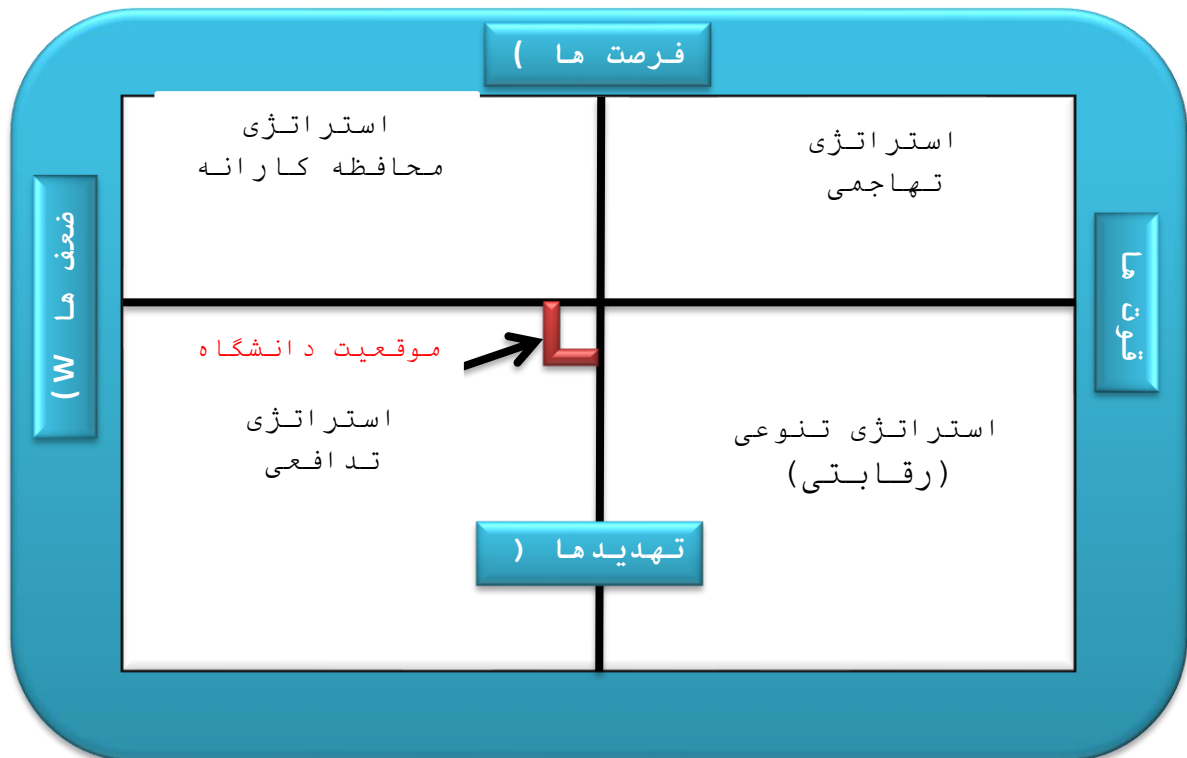 فرصت ها )
استراتژی
تهاجمی
استراتژی
محافظه کارانه
قوت ها
ضعف ها W)
موقعیت دانشگاه
استراتژی تنوعی
(رقابتی)
استراتژی
تدافعی
تهدیدها (